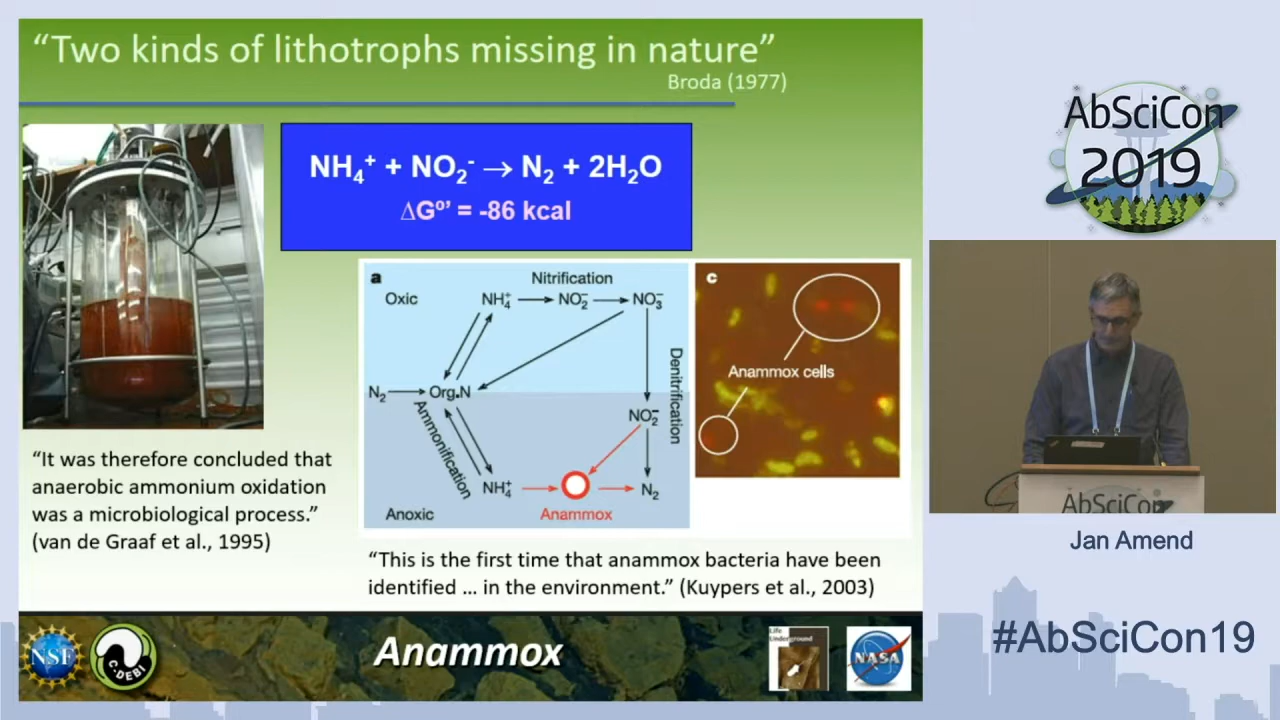 “Two kinds of lithotrophs missing in nature”
Broda (1977)
NH₄⁺ + NO₂⁻ → N₂ + 2H₂O
ΔGº’ = -86 kcal
a
Nitrification
Oxic
NH₄⁺
NO₂⁻
NO₃⁻
N₂
Org.N
Ammonification
Denitrification
NO₂⁻
NH₄⁺
N₂
Anoxic
Anammox
c
Anammox cells
“It was therefore concluded that
anaerobic ammonium oxidation
was a microbiological process.”
(van de Graaf et al., 1995)
“This is the first time that anammox bacteria have been
identified ... in the environment.” (Kuypers et al., 2003)
NSF
C-DEBI
Anammox
Life
Underground
NASA
AbSciCon
2019
AbSciCon
Jan Amend
#AbSciCon19